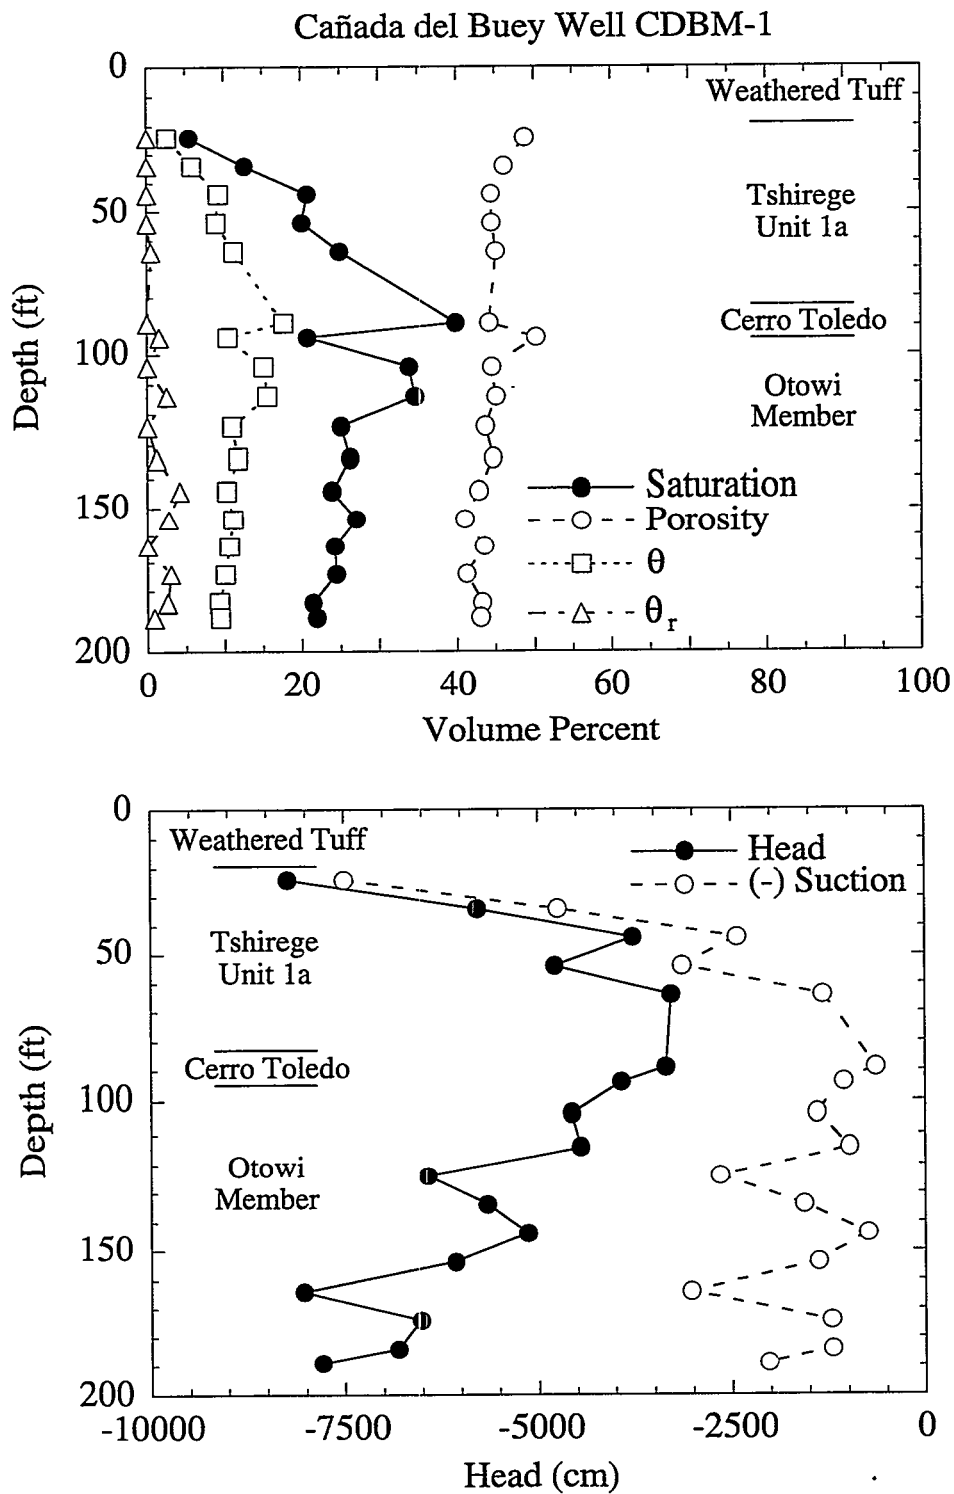 Cañada del Buey Well CDBM-1
0
50
100
150
200
Depth (ft)
Weathered Tuff
Tshirege
Unit 1a
Cerro Toledo
Otowi
Member
Saturation
Porosity
θ
θr
0 20 40 60 80 100
Volume Percent
0
50
100
150
200
Depth (ft)
Weathered Tuff
Tshirege
Unit 1a
Cerro Toledo
Otowi
Member
Head
(-) Suction
-10000 -7500 -5000 -2500 0
Head (cm)